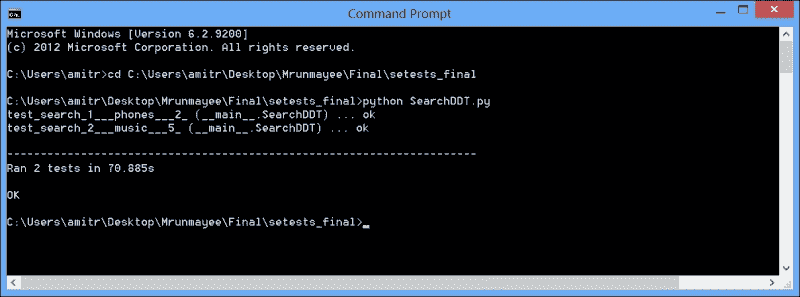 Command Prompt
Microsoft Windows [Version 6.2.9200]
(c) 2012 Microsoft Corporation. All rights reserved.
C:\Users\amitr>cd C:\Users\amitr\Desktop\Mrunmayee\Final\setests_final
C:\Users\amitr\Desktop\Mrunmayee\Final\setests_final>python SearchDDT.py
test_search_1___phones___2_ (__main__.SearchDDT) ... ok
test_search_2___music___5_ (__main__.SearchDDT) ... ok
----------------------------------------------------------------------
Ran 2 tests in 70.885s
OK
C:\Users\amitr\Desktop\Mrunmayee\Final\setests_final>_